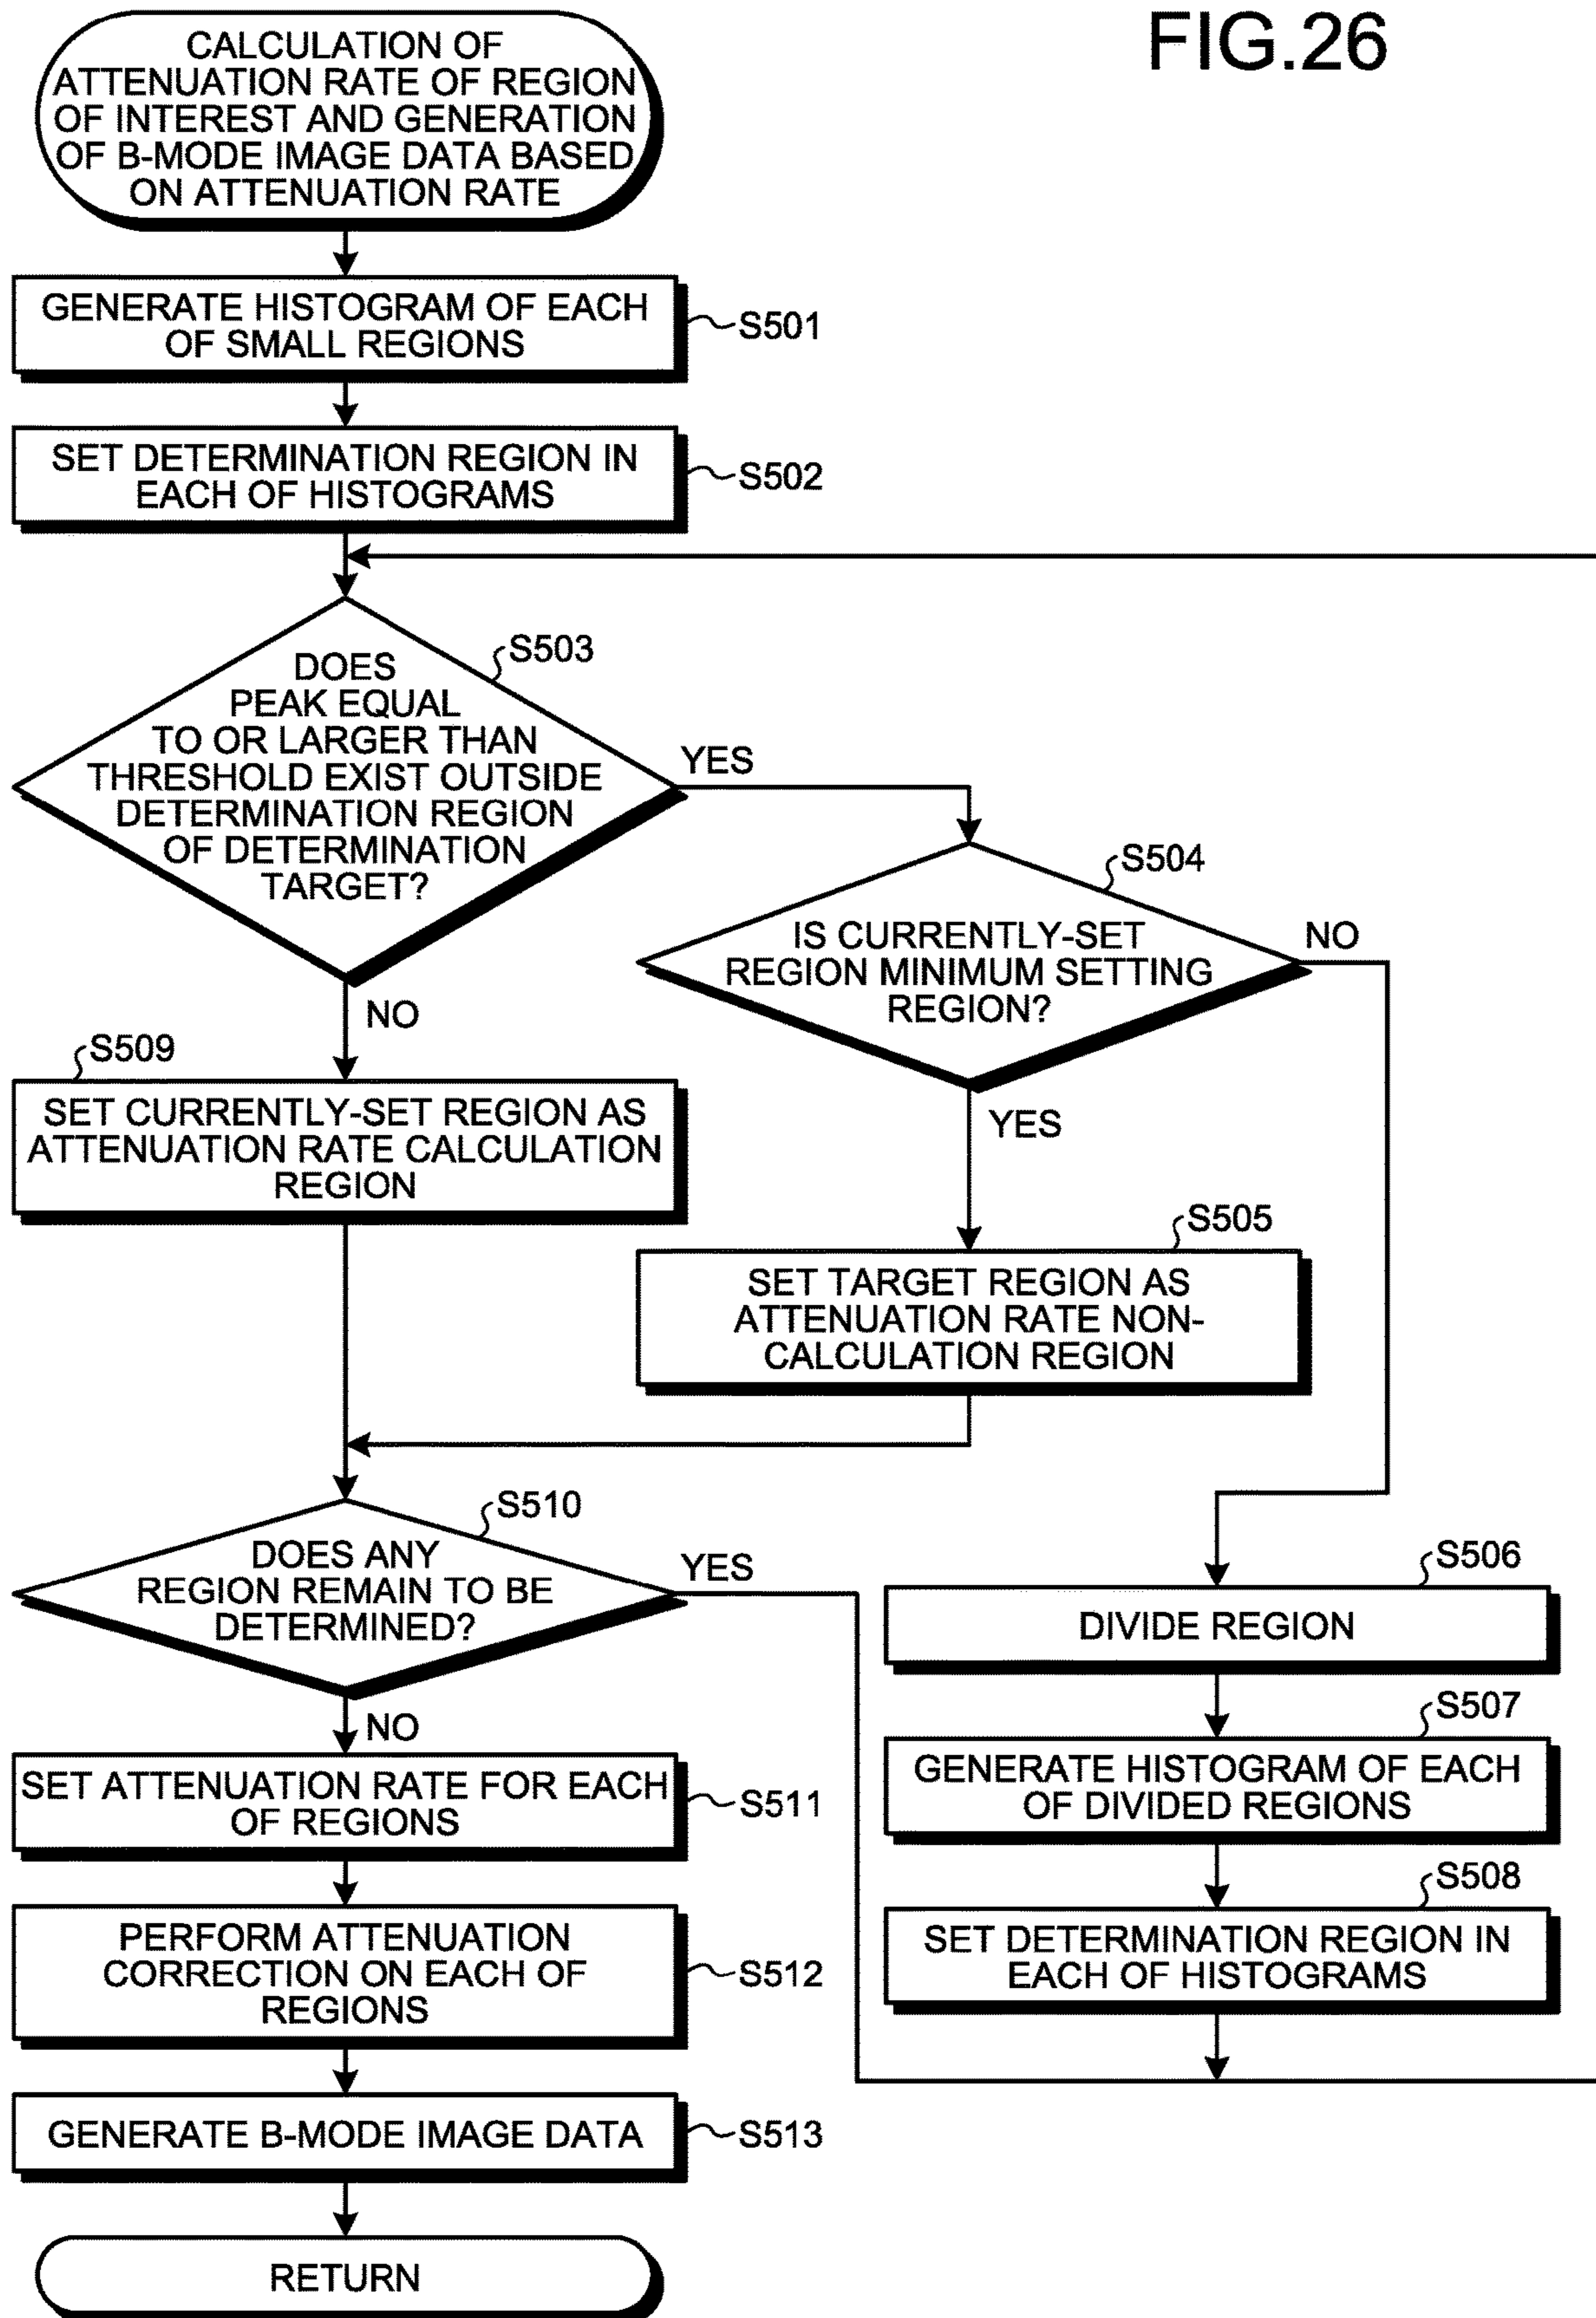 FIG.26
CALCULATION OF
ATTENUATION RATE OF REGION
OF INTEREST AND GENERATION
OF B-MODE IMAGE DATA BASED
ON ATTENUATION RATE
GENERATE HISTOGRAM OF EACH
OF SMALL REGIONS
S501
SET DETERMINATION REGION IN
EACH OF HISTOGRAMS
S502
DOES
PEAK EQUAL
TO OR LARGER THAN
THRESHOLD EXIST OUTSIDE
DETERMINATION REGION
OF DETERMINATION
TARGET?
S503
YES
NO
IS CURRENTLY-SET
REGION MINIMUM SETTING
REGION?
S504
NO
YES
S509
SET CURRENTLY-SET REGION AS
ATTENUATION RATE CALCULATION
REGION
S505
SET TARGET REGION AS
ATTENUATION RATE NON-
CALCULATION REGION
S510
DOES ANY
REGION REMAIN TO BE
DETERMINED?
YES
NO
S506
DIVIDE REGION
S507
GENERATE HISTOGRAM OF EACH
OF DIVIDED REGIONS
S508
SET DETERMINATION REGION IN
EACH OF HISTOGRAMS
SET ATTENUATION RATE FOR EACH
OF REGIONS
S511
PERFORM ATTENUATION
CORRECTION ON EACH OF
REGIONS
S512
GENERATE B-MODE IMAGE DATA
S513
RETURN